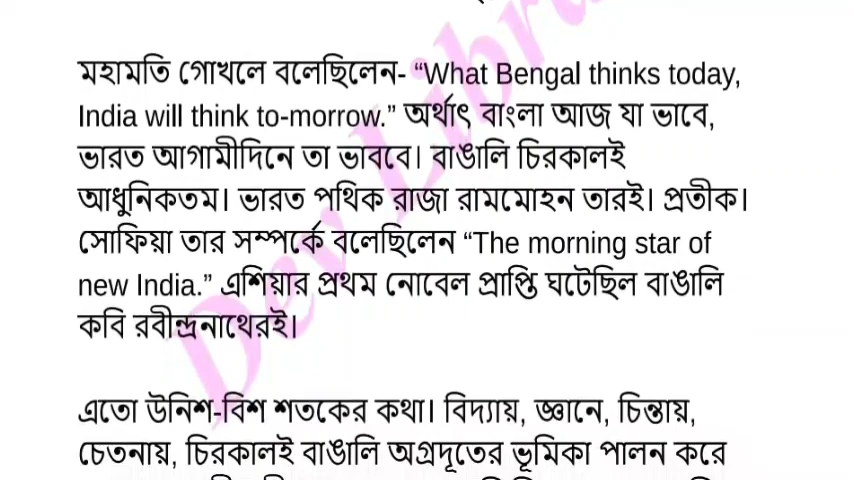 মহামতি গোখলে বলেছিলেন- “What Bengal thinks today,
India will think to-morrow.” অর্থাৎ বাংলা আজ যা ভাবে,
ভারত আগামীদিনে তা ভাববে। বাঙালি চিরকালই
আধুনিকতম। ভারত পথিক রাজা রামমোহন তারই। প্রতীক।
সোফিয়া তার সম্পর্কে বলেছিলেন “The morning star of
new India.” এশিয়ার প্রথম নোবেল প্রাপ্তি ঘটেছিল বাঙালি
কবি রবীন্দ্রনাথেরই।
এতো উনিশ-বিশ শতকের কথা। বিদ্যায়, জ্ঞানে, চিন্তায়,
চেতনায়, চিরকালই বাঙালি অগ্রদূতের ভূমিকা পালন করে
Dev Libra